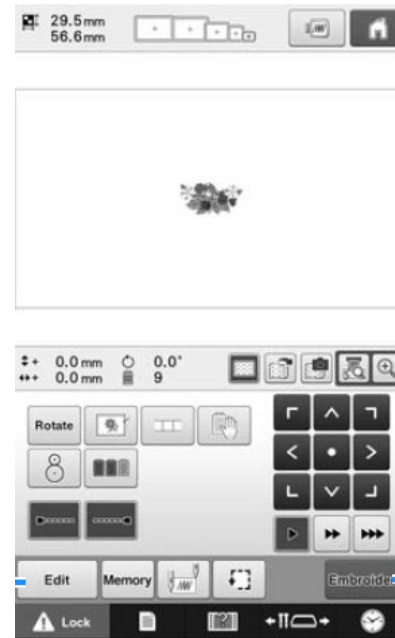 29.5mm
56.6mm
+ 0.0mm 0.0°
+ 0.0mm 9
Rotate
Edit Memory Embroide
Lock